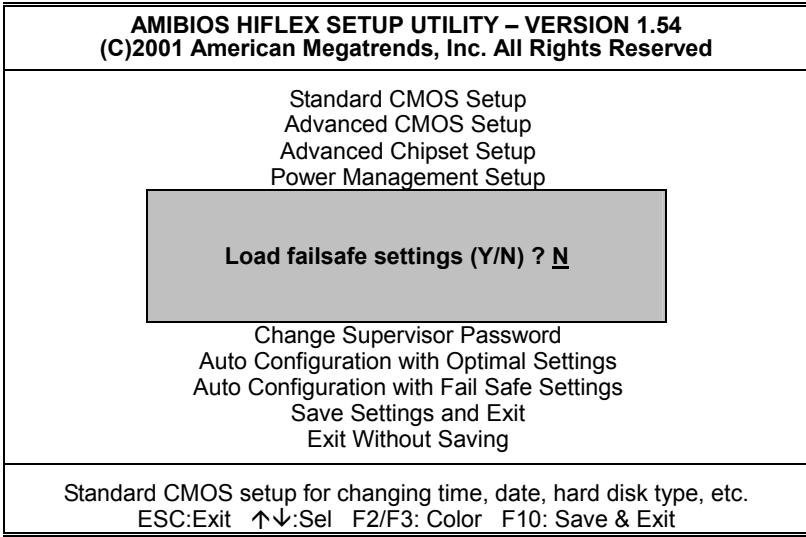 AMIBIOS HIFLEX SETUP UTILITY – VERSION 1.54
(C)2001 American Megatrends, Inc. All Rights Reserved
Standard CMOS Setup
Advanced CMOS Setup
Advanced Chipset Setup
Power Management Setup
Load failsafe settings (Y/N) ? N
Change Supervisor Password
Auto Configuration with Optimal Settings
Auto Configuration with Fail Safe Settings
Save Settings and Exit
Exit Without Saving
Standard CMOS setup for changing time, date, hard disk type, etc.
ESC:Exit ↑↓:Sel F2/F3: Color F10: Save & Exit